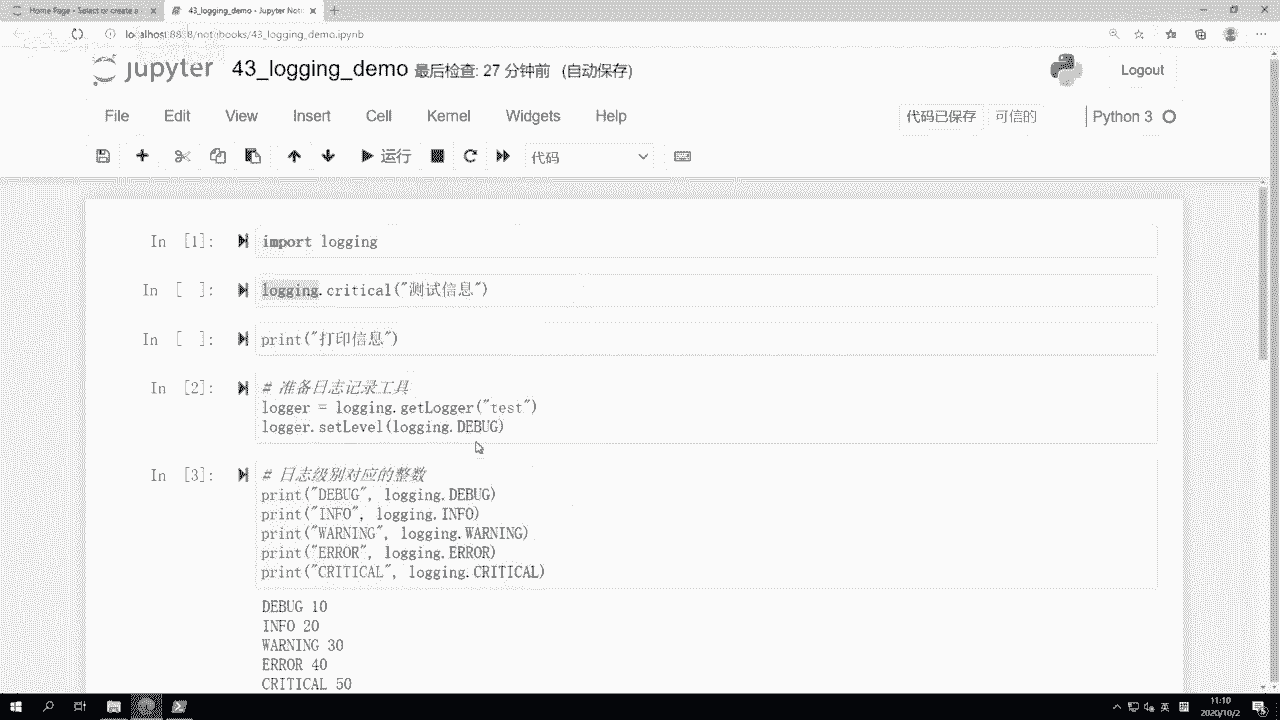 Home Page - Select or create a
43_logging_demo - Jupyter Not
localhost:8888/notebooks/43_logging_demo.ipynb
jupyter 43_logging_demo 最后检查: 27 分钟前 (自动保存) Logout
File Edit View Insert Cell Kernel Widgets Help 代码已保存 可信的 Python 3
运行 代码
In [1]: import logging
In [ ]: logging.critical("测试信息")
In [ ]: print("打印信息")
In [2]: # 准备日志记录工具
logger = logging.getLogger("test")
logger.setLevel(logging.DEBUG)
In [3]: # 日志级别对应的整数
print("DEBUG", logging.DEBUG)
print("INFO", logging.INFO)
print("WARNING", logging.WARNING)
print("ERROR", logging.ERROR)
print("CRITICAL", logging.CRITICAL)
DEBUG 10
INFO 20
WARNING 30
ERROR 40
CRITICAL 50
英 11:10
2020/10/2